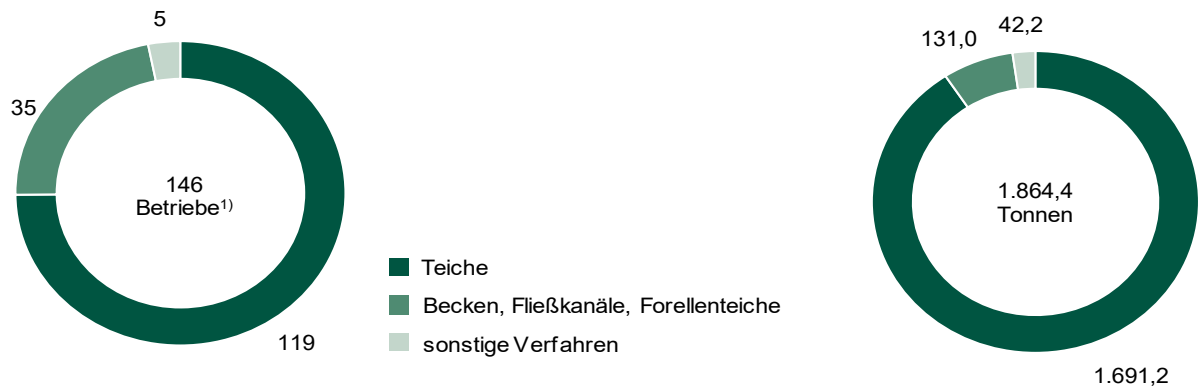 5
35
146
Betriebe¹⁾
119
Teiche
Becken, Fließkanäle, Forellenteiche
sonstige Verfahren
131,0
42,2
1.864,4
Tonnen
1.691,2